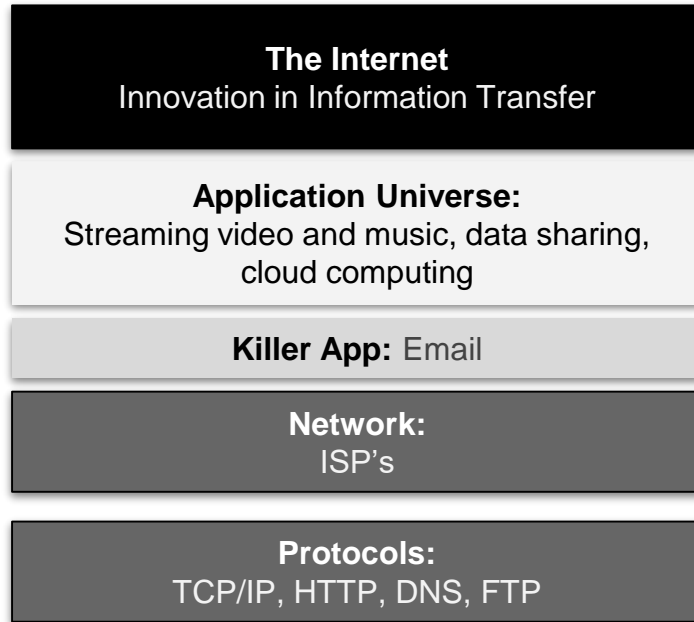 The Internet
Innovation in Information Transfer
Application Universe:
Streaming video and music, data sharing,
cloud computing
Killer App: Email
Network:
ISP's
Protocols:
TCP/IP, HTTP, DNS, FTP